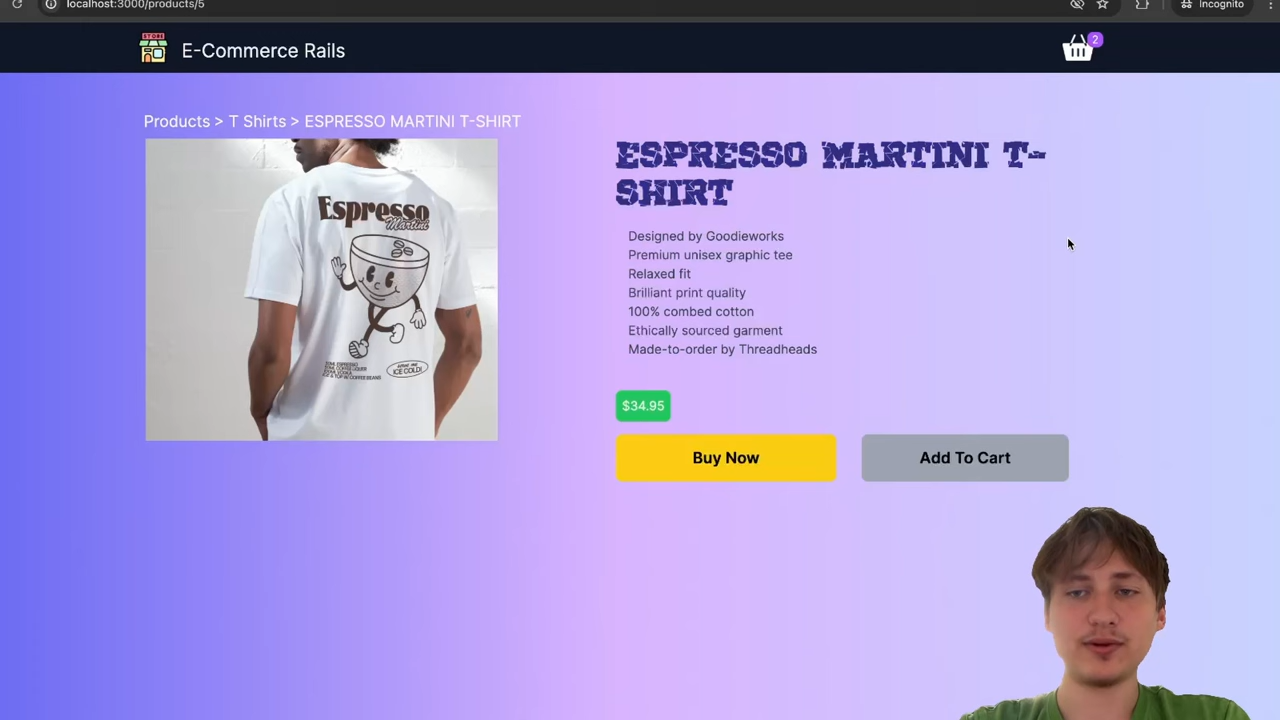 localhost:3000/products/5
Incognito
STORE
E-Commerce Rails
2
Products > T Shirts > ESPRESSO MARTINI T-SHIRT
ESPRESSO MARTINI T-
SHIRT
Espresso
Martini
ICE COLD!
Designed by Goodieworks
Premium unisex graphic tee
Relaxed fit
Brilliant print quality
100% combed cotton
Ethically sourced garment
Made-to-order by Threadheads
$34.95
Buy Now
Add To Cart